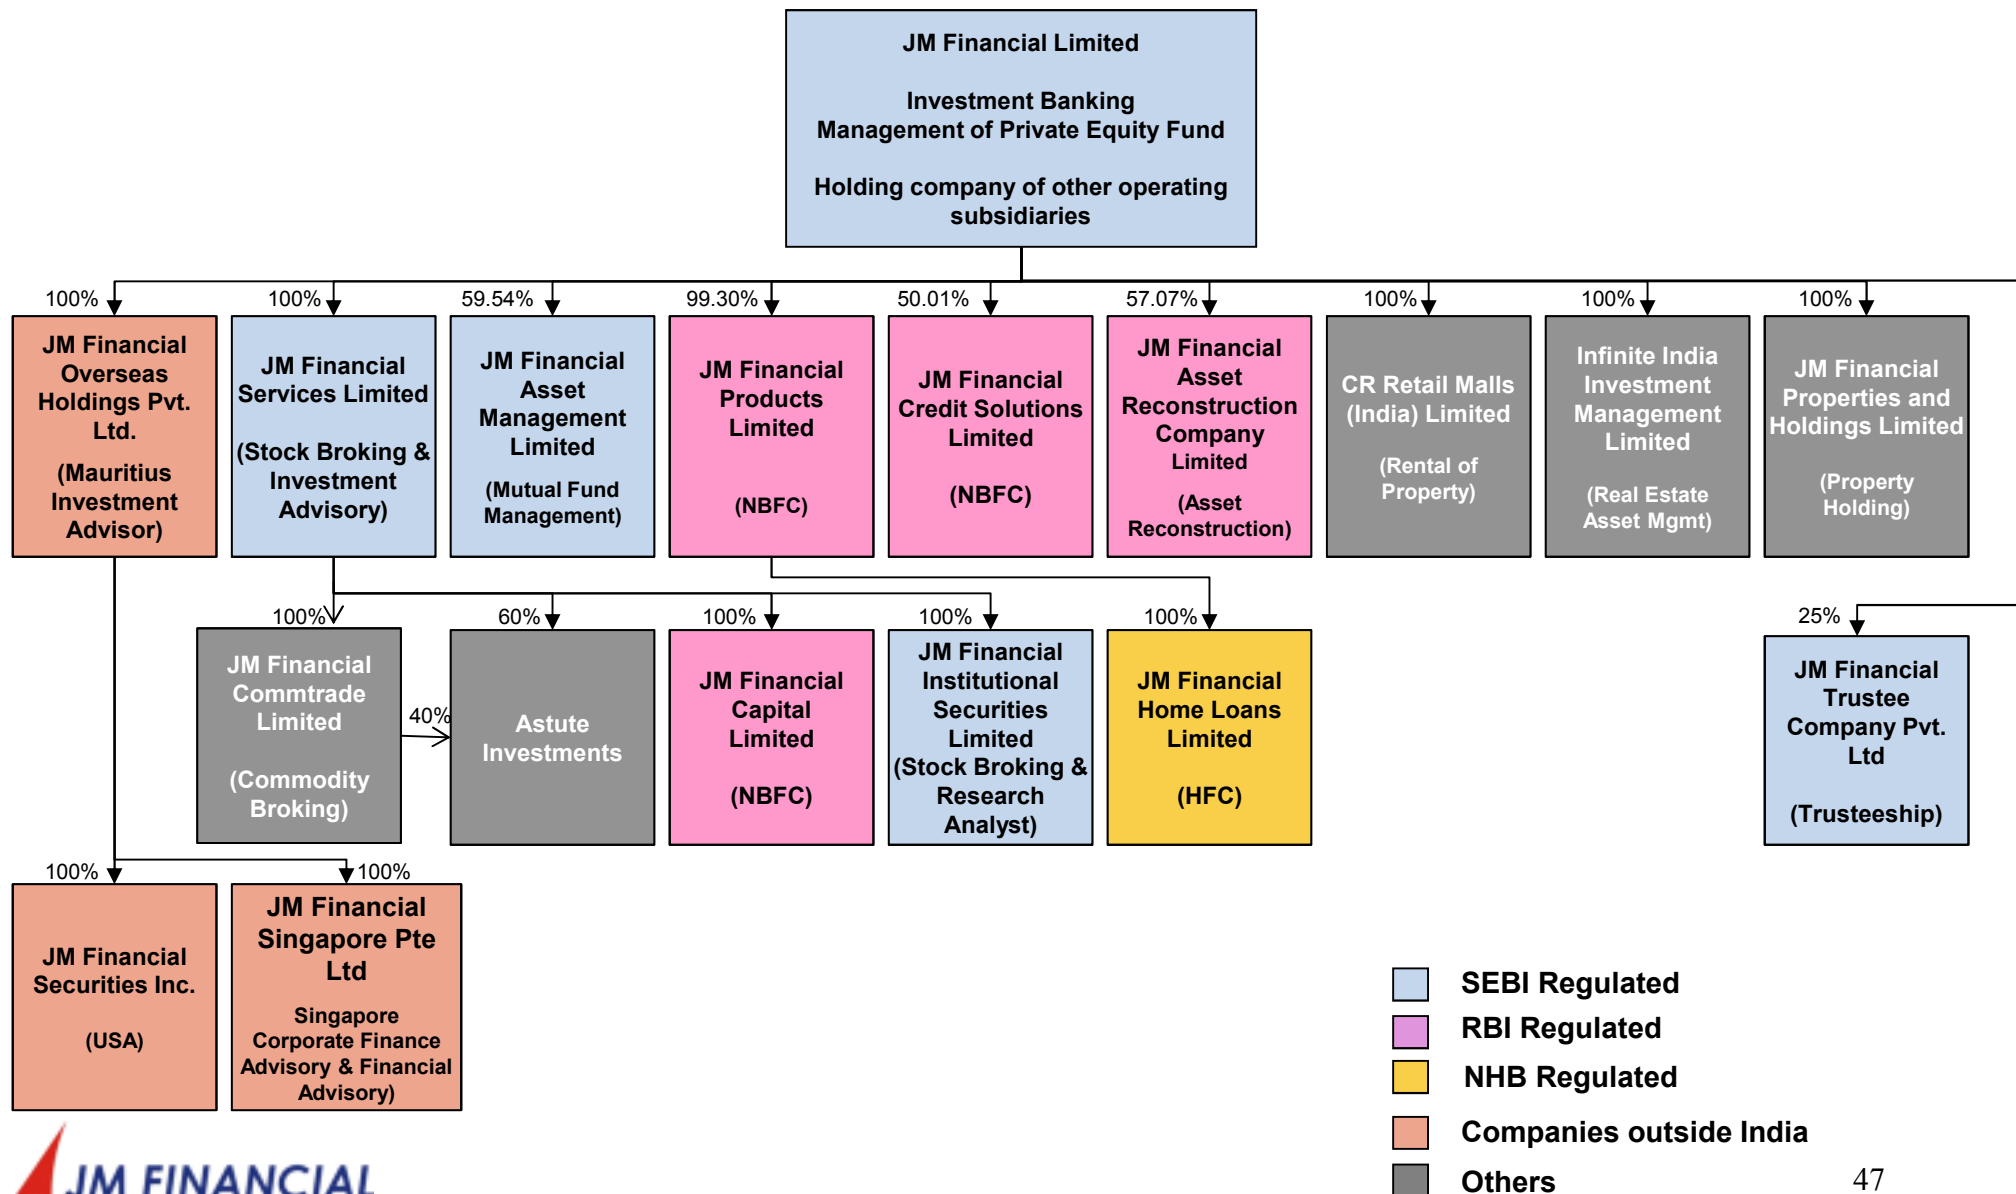 JM Financial Limited
Investment Banking
Management of Private Equity Fund
Holding company of other operating
subsidiaries
100%
100%
59.54%
99.30%
50.01%
57.07%
100%
100%
100%
JM Financial
Overseas
Holdings Pvt.
Ltd.
(Mauritius
Investment
Advisor)
JM Financial
Services Limited
(Stock Broking &
Investment
Advisory)
JM Financial
Asset
Management
Limited
(Mutual Fund
Management)
JM Financial
Products
Limited
(NBFC)
JM Financial
Credit Solutions
Limited
(NBFC)
JM Financial
Asset
Reconstruction
Company
Limited
(Asset
Reconstruction)
CR Retail Malls
(India) Limited
(Rental of
Property)
Infinite India
Investment
Management
Limited
(Real Estate
Asset Mgmt)
JM Financial
Properties and
Holdings Limited
(Property
Holding)
100%
60%
100%
100%
100%
25%
JM Financial
Commtrade
Limited
(Commodity
Broking)
40%
Astute
Investments
JM Financial
Capital
Limited
(NBFC)
JM Financial
Institutional
Securities
Limited
(Stock Broking &
Research
Analyst)
JM Financial
Home Loans
Limited
(HFC)
JM Financial
Trustee
Company Pvt.
Ltd
(Trusteeship)
100%
100%
JM Financial
Securities Inc.
(USA)
JM Financial
Singapore Pte
Ltd
Singapore
Corporate Finance
Advisory & Financial
Advisory)
SEBI Regulated
RBI Regulated
NHB Regulated
Companies outside India
Others
JM FINANCIAL
47